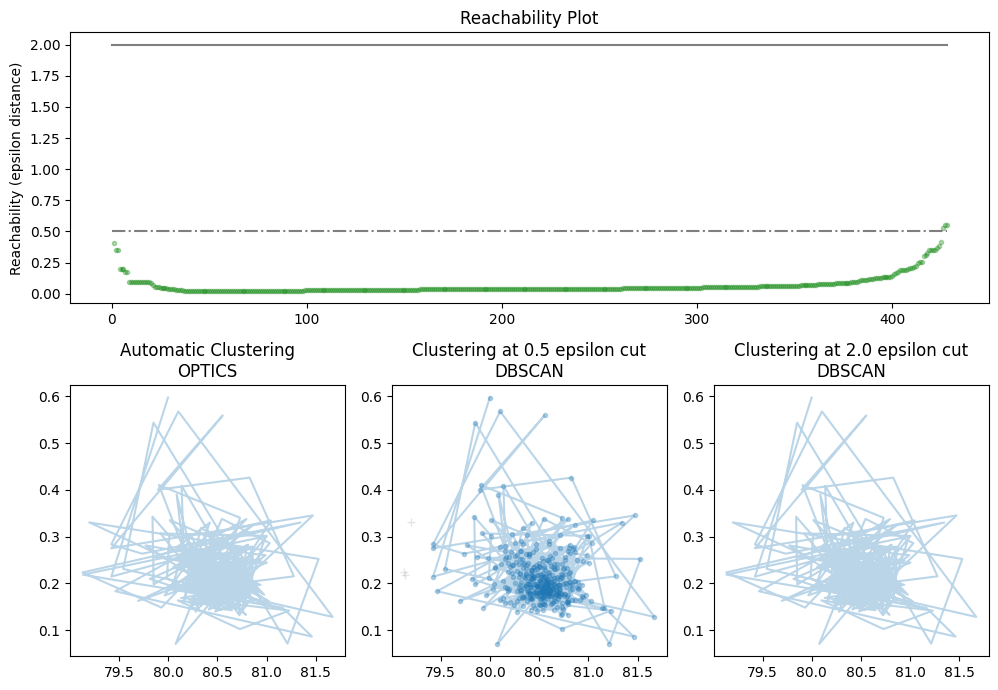 Reachability Plot
Reachability (epsilon distance)
2.00
1.75
1.50
1.25
1.00
0.75
0.50
0.25
0.00
0 100 200 300 400
Automatic Clustering
OPTICS
Clustering at 0.5 epsilon cut
DBSCAN
Clustering at 2.0 epsilon cut
DBSCAN
0.6
0.5
0.4
0.3
0.2
0.1
79.5 80.0 80.5 81.0 81.5
0.6
0.5
0.4
0.3
0.2
0.1
79.5 80.0 80.5 81.0 81.5
0.6
0.5
0.4
0.3
0.2
0.1
79.5 80.0 80.5 81.0 81.5